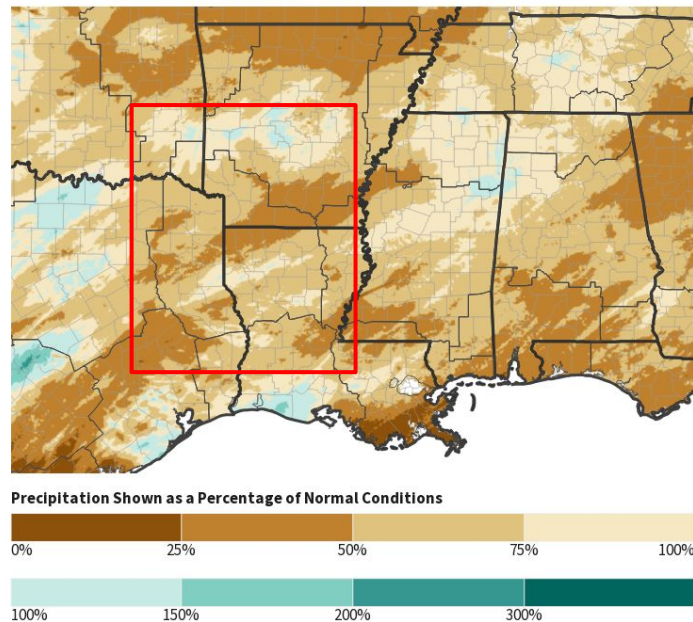 Precipitation Shown as a Percentage of Normal Conditions
0% 25% 50% 75% 100%
100% 150% 200% 300%